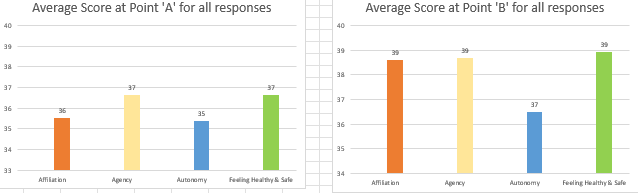 Average Score at Point 'A' for all responses
40
39
38
37
36
35
34
33
36
37
35
37
Affiliation
Agency
Autonomy
Feeling Healthy & Safe
Average Score at Point 'B' for all responses
40
39
38
37
36
35
34
39
39
37
39
Affiliation
Agency
Autonomy
Feeling Healthy & Safe